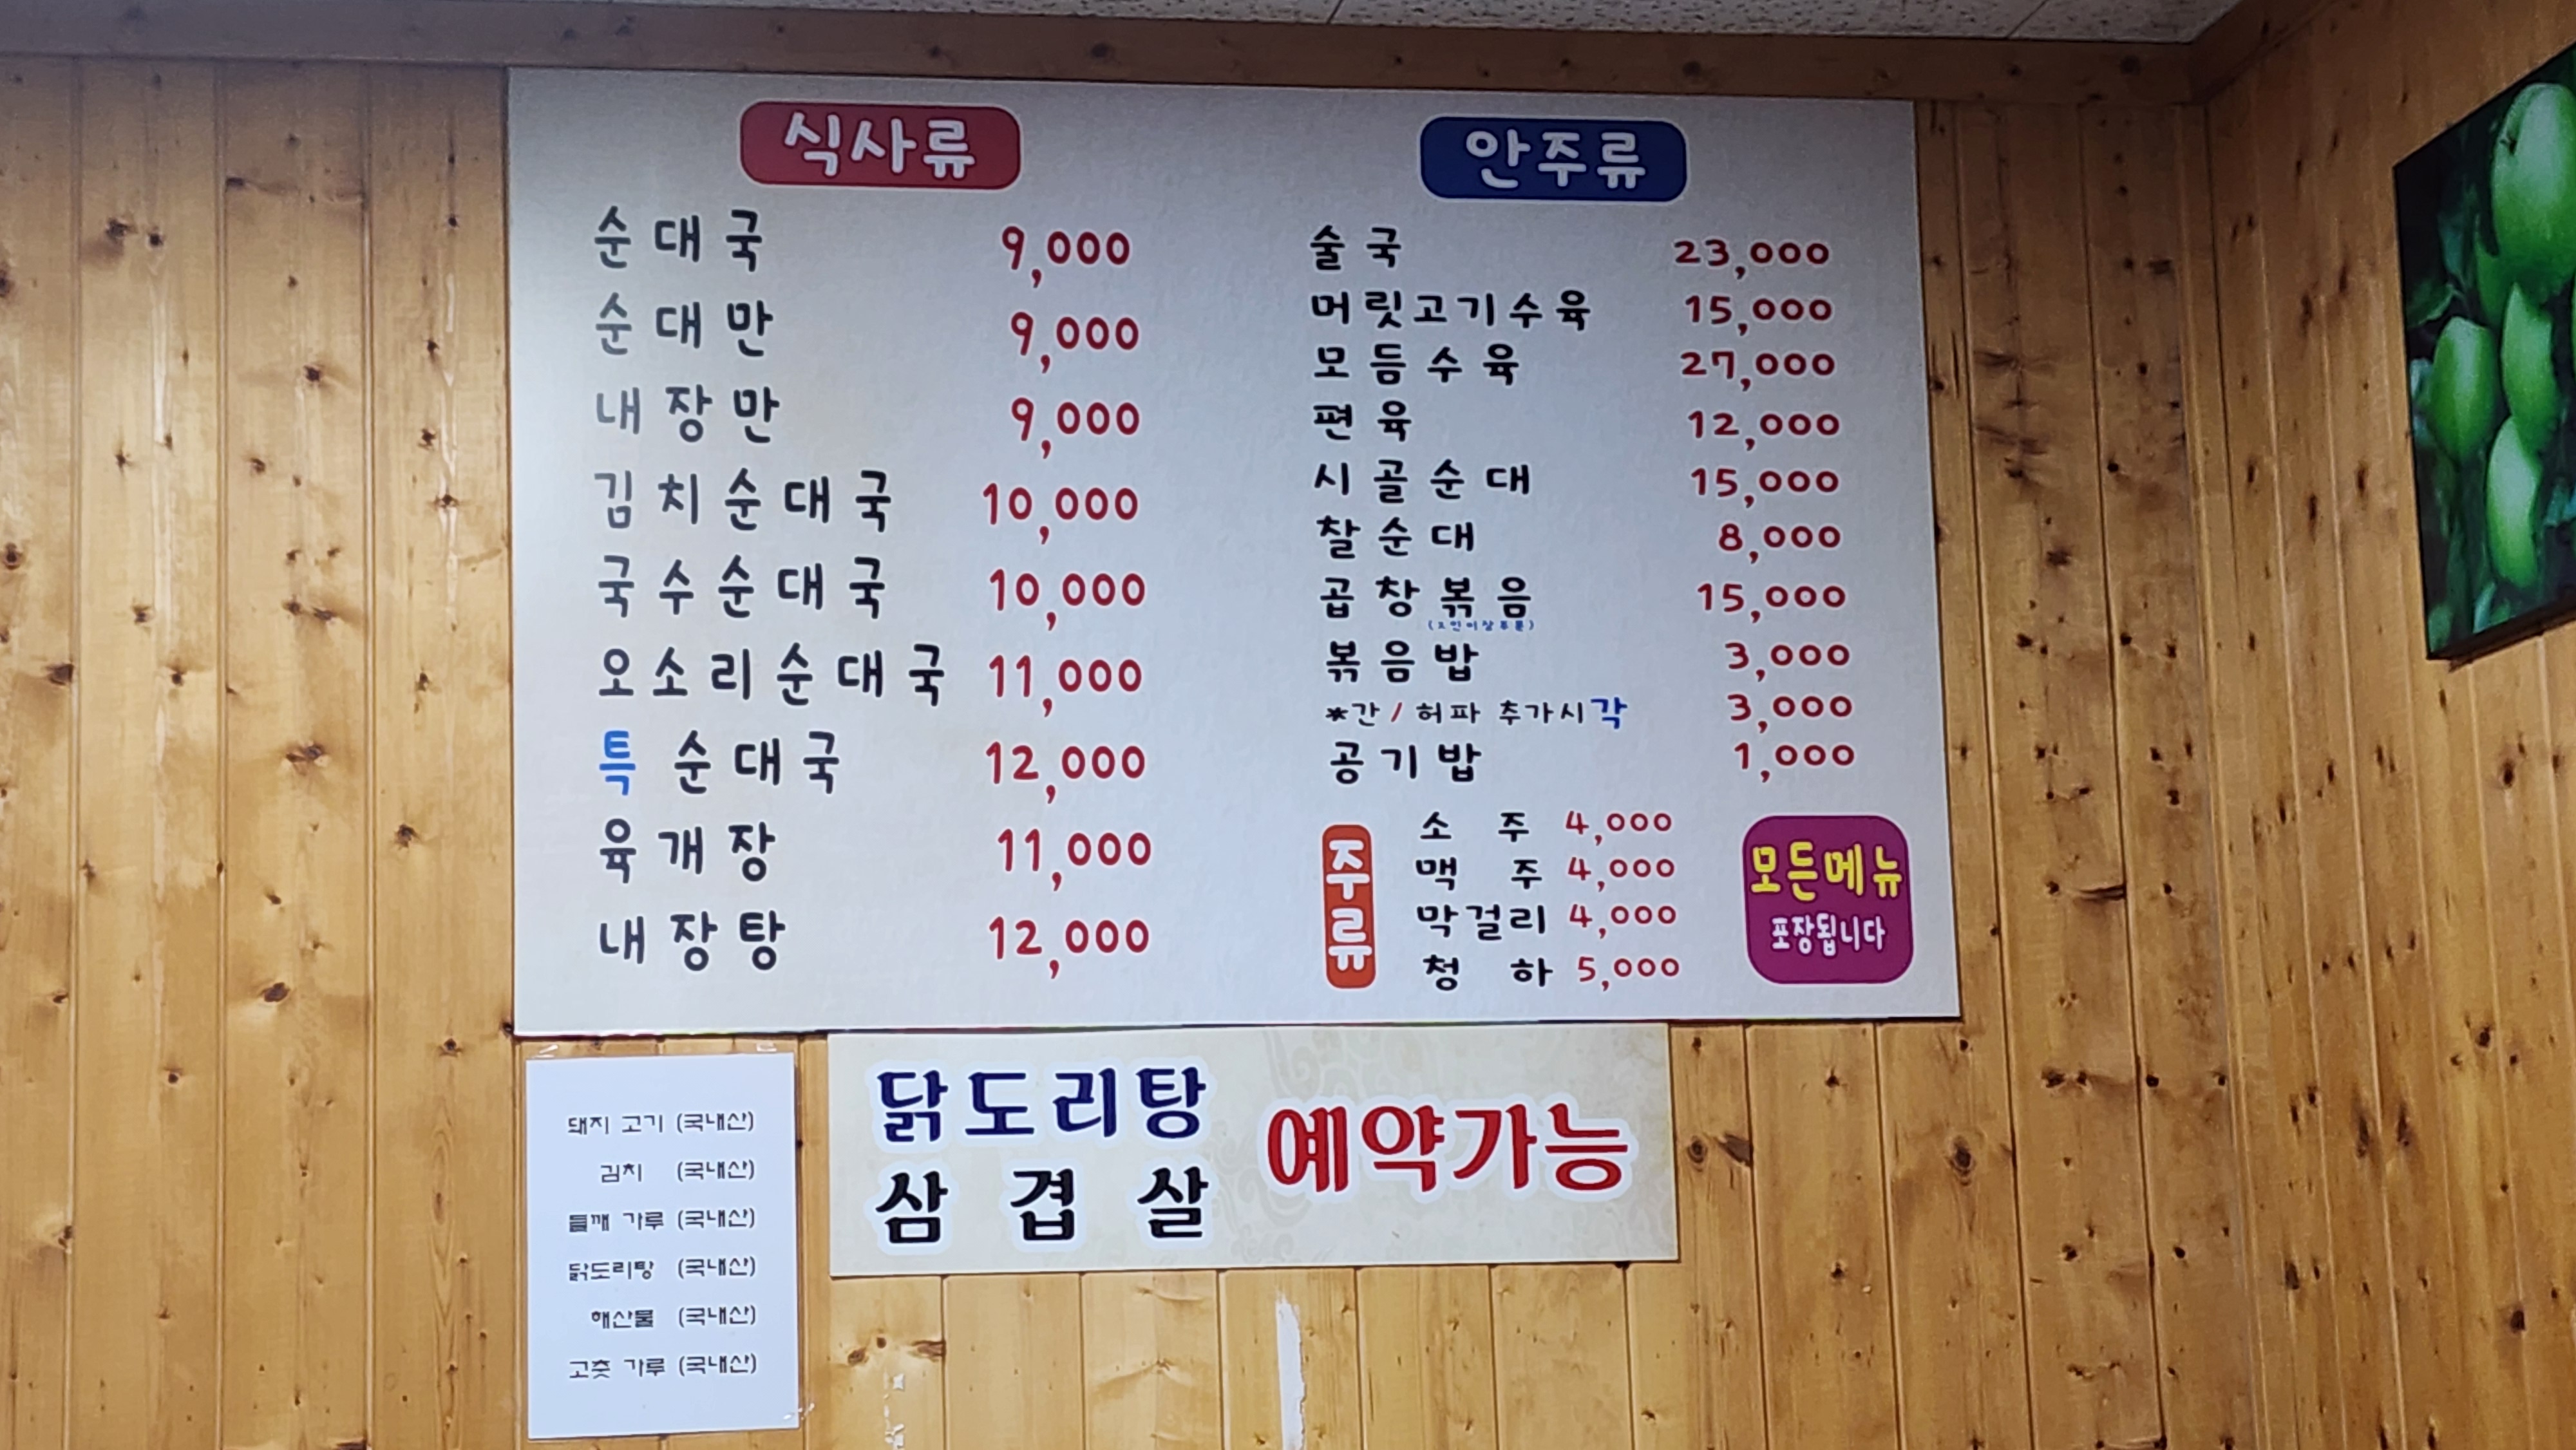 식사류
순대국 9,000
순대만 9,000
내장만 9,000
김치순대국 10,000
국수순대국 10,000
오소리순대국 11,000
특 순대국 12,000
육개장 11,000
내장탕 12,000
안주류
술국 23,000
머릿고기수육 15,000
모듬수육 27,000
편육 12,000
시골순대 15,000
찰순대 8,000
곱창볶음 15,000
볶음밥 3,000
*간 / 허파 추가시각 3,000
공기밥 1,000
주류
소주 4,000
맥주 4,000
막걸리 4,000
청하 5,000
모든메뉴
포장됩니다
돼지 고기 (국내산)
김치 (국내산)
들깨 가루 (국내산)
닭도리탕 (국내산)
해산물 (국내산)
고춧 가루 (국내산)
닭도리탕
삼겹살
예약가능